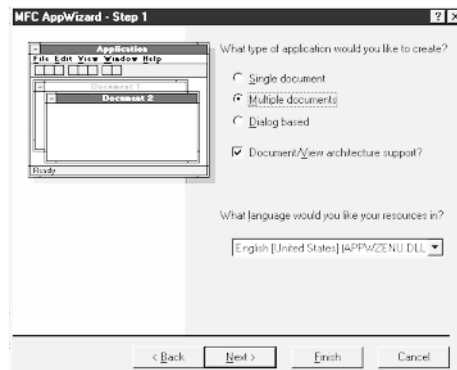 MFC AppWizard - Step 1
Application
File Edit View Window Help
Document 1
Document 2
Ready
What type of application would you like to create?
Single document
Multiple documents
Dialog based
Document/View architecture support?
What language would you like your resources in?
English [United States] (APPWZENU.DLL
< Back
Next >
Finish
Cancel